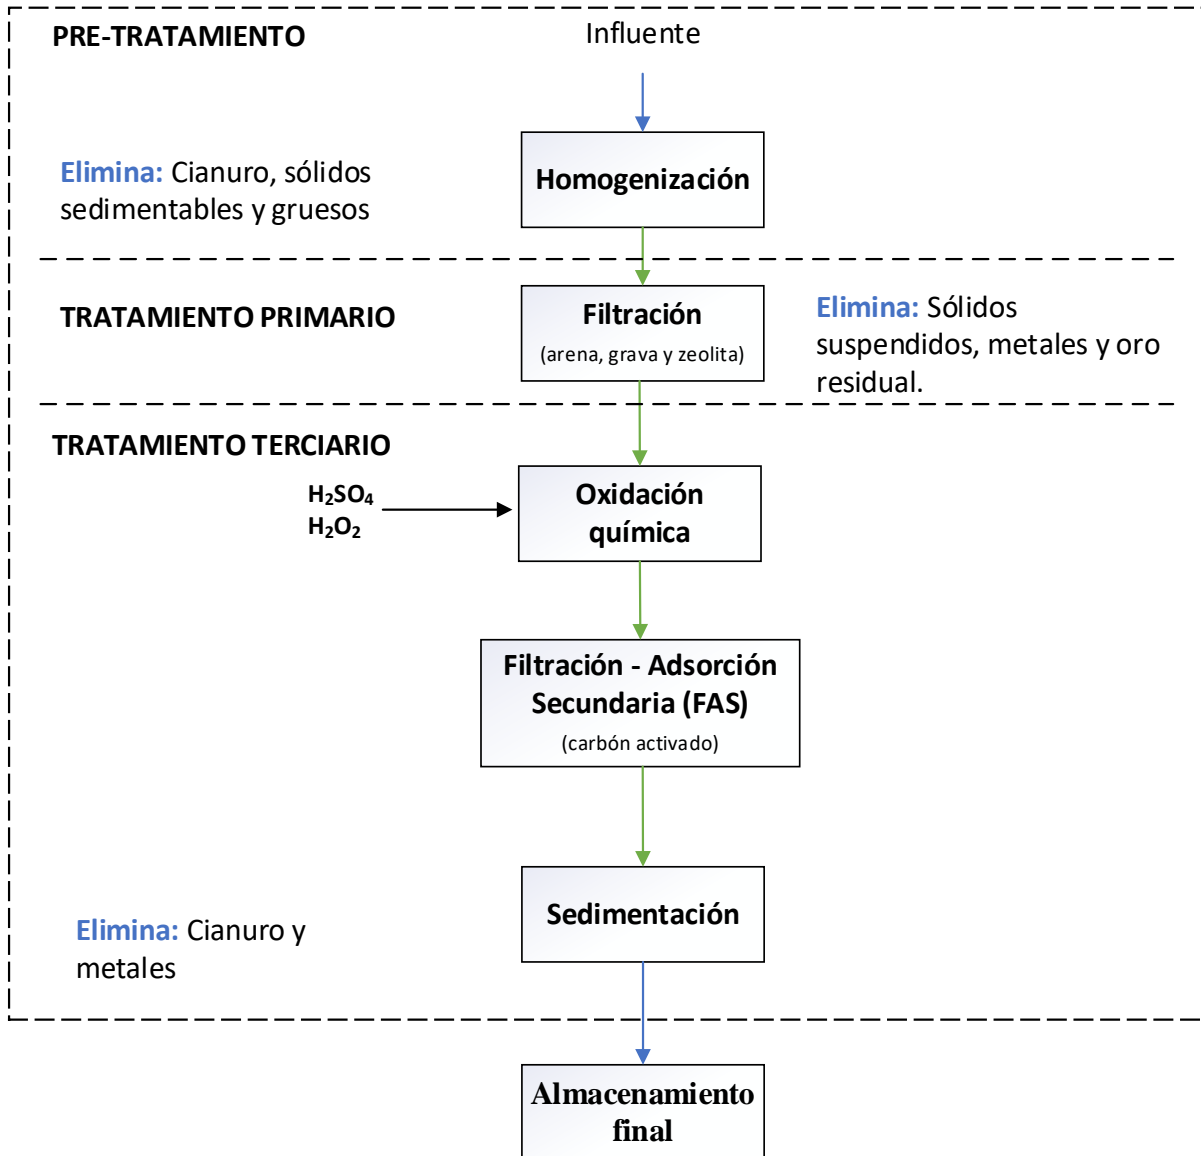 PRE-TRATAMIENTO
Influente
Elimina: Cianuro, sólidos
sedimentables y gruesos
Homogenización
TRATAMIENTO PRIMARIO
Filtración
(arena, grava y zeolita)
Elimina: Sólidos
suspendidos, metales y oro
residual.
TRATAMIENTO TERCIARIO
H₂SO₄
H₂O₂
Oxidación
química
Filtración - Adsorción
Secundaria (FAS)
(carbón activado)
Sedimentación
Elimina: Cianuro y
metales
Almacenamiento
final